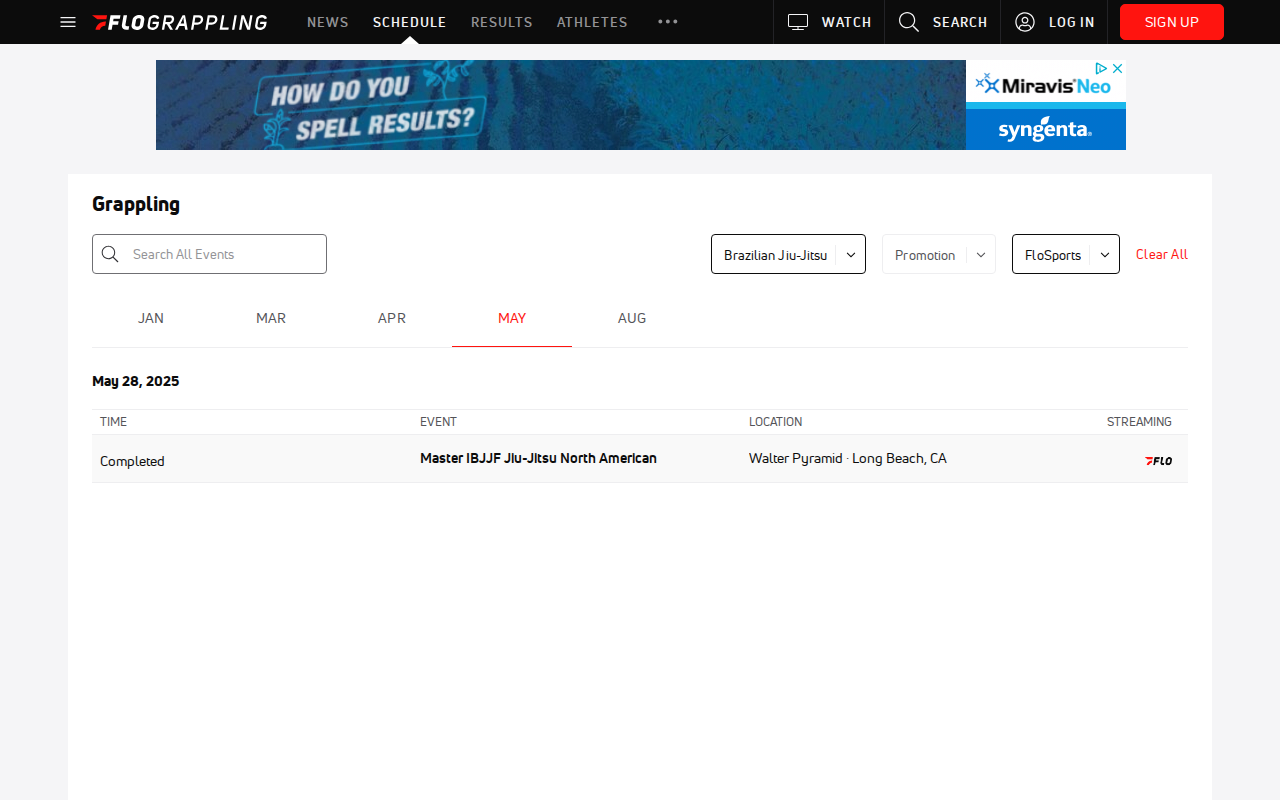 FLOGRAPPLING NEWS SCHEDULE RESULTS ATHLETES WATCH SEARCH LOG IN SIGN UP
HOW DO YOU
SPELL RESULTS?
Miravis® Neo
syngenta®
Grappling
Search All Events Brazilian Jiu-Jitsu Promotion FloSports Clear All
JAN MAR APR MAY AUG
May 28, 2025
TIME EVENT LOCATION STREAMING
Completed Master IBJJF Jiu-Jitsu North American Walter Pyramid · Long Beach, CA FLO